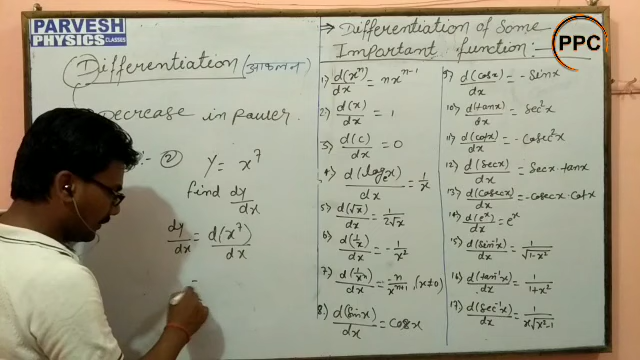 PARVESH
PHYSICS CLASSES
Differentiation (आकलन)
Decrease in power.
:- ② y = x⁷
find dy/dx
dy/dx = d(x⁷)/dx
=
⇒ Differentiation of Some
Important function:-
PPC
1) d(xⁿ)/dx = nxⁿ⁻¹
2) d(x)/dx = 1
3) d(c)/dx = 0
4) d(logₑx)/dx = 1/x
5) d(√x)/dx = 1/2√x
6) d(1/x)/dx = -1/x²
7) d(1/xⁿ)/dx = -n/xⁿ⁺¹, (x≠0)
8) d(sinx)/dx = cosx
9) d(cosx)/dx = -sinx
10) d(tanx)/dx = sec²x
11) d(cotx)/dx = -cosec²x
12) d(secx)/dx = secx·tanx
13) d(cosecx)/dx = -cosecx·cotx
14) d(eˣ)/dx = eˣ
15) d(sin⁻¹x)/dx = 1/√1-x²
16) d(tan⁻¹x)/dx = 1/1+x²
17) d(sec⁻¹x)/dx = 1/x√x²-1